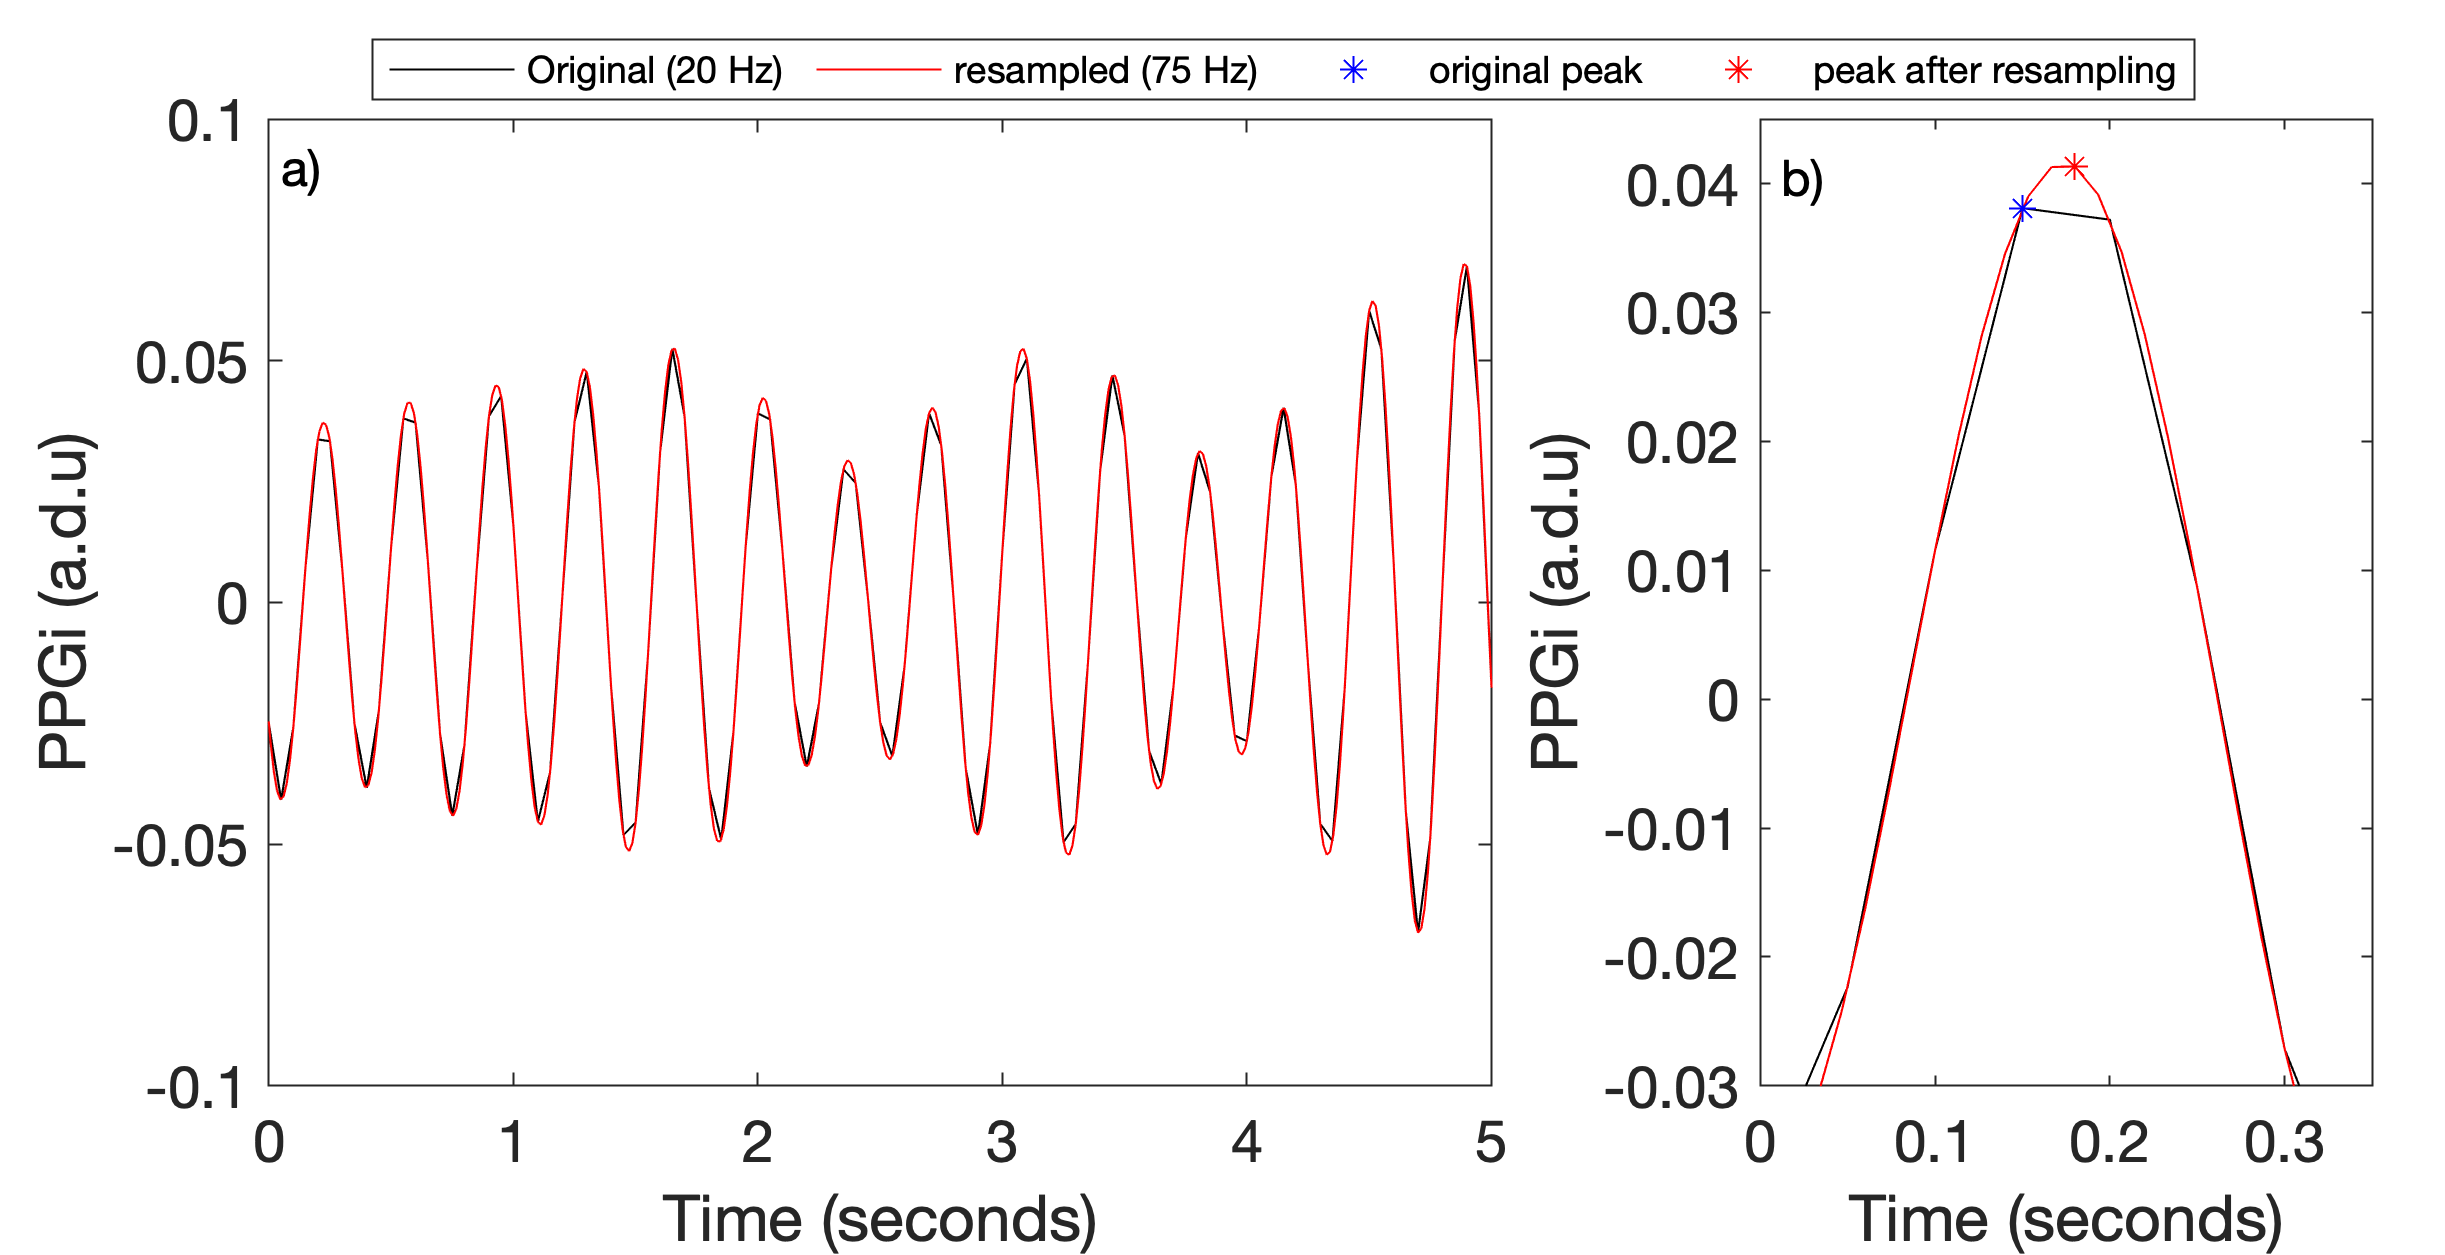 Original (20 Hz) resampled (75 Hz) original peak peak after resampling
a)
0.1
0.05
0
-0.05
-0.1
0 1 2 3 4 5
PPGi (a.d.u)
Time (seconds)
b)
0.04
0.03
0.02
0.01
0
-0.01
-0.02
-0.03
0 0.1 0.2 0.3
PPGi (a.d.u)
Time (seconds)